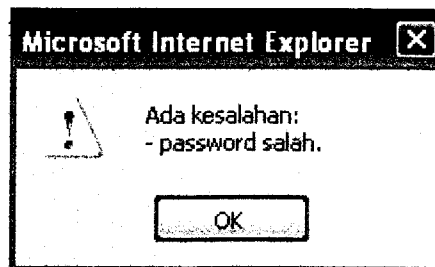 Microsoft Internet Explorer
Ada kesalahan:
- password salah.
OK